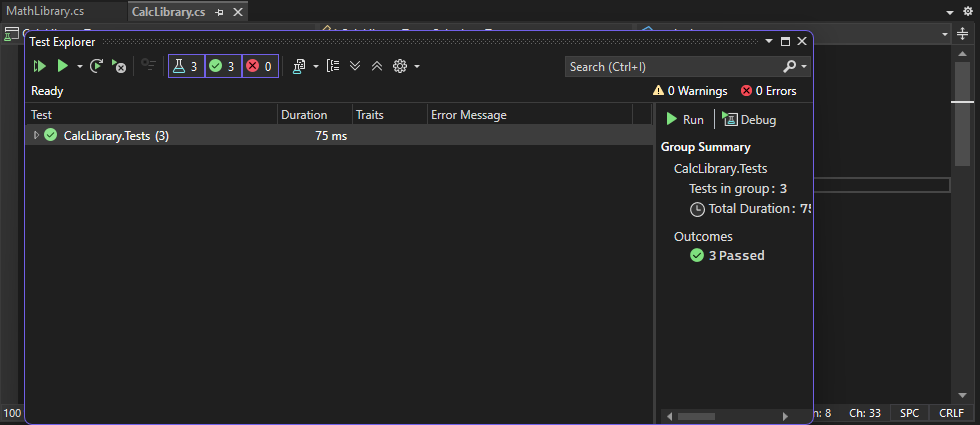 MathLibrary.cs
CalcLibrary.cs
Test Explorer
3 3 0
Search (Ctrl+I)
Ready
0 Warnings 0 Errors
Test Duration Traits Error Message
CalcLibrary.Tests (3) 75 ms
Run Debug
Group Summary
CalcLibrary.Tests
Tests in group: 3
Total Duration: 75
Outcomes
3 Passed
100
n: 8 Ch: 33 SPC CRLF